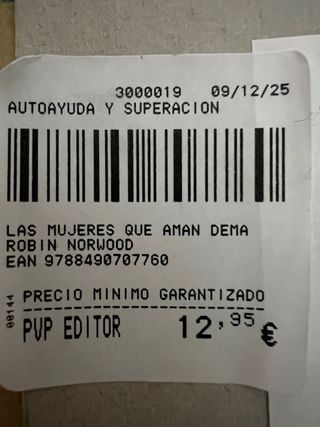 3000019 09/12/25
AUTOAYUDA Y SUPERACION
LAS MUJERES QUE AMAN DEMA
ROBIN NORWOOD
EAN 9788490707760
00144
PRECIO MINIMO GARANTIZADO
PVP EDITOR 12,95 €